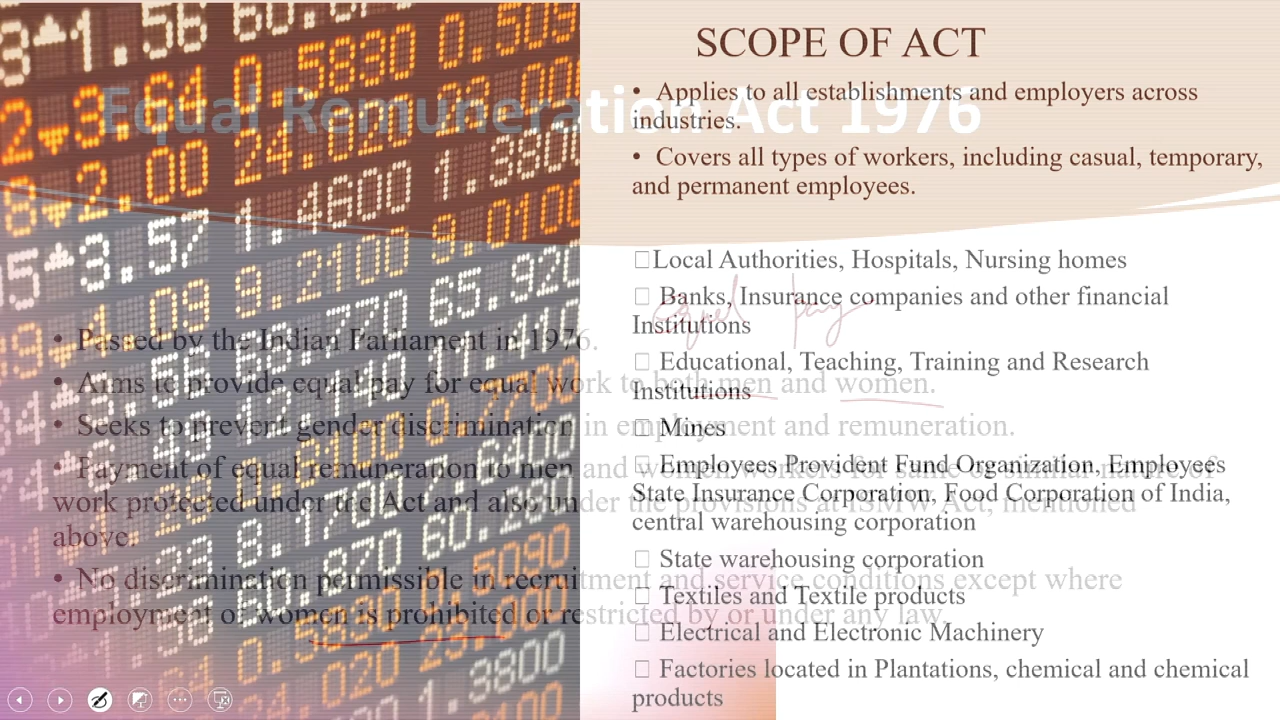 SCOPE OF ACT
• Applies to all establishments and employers across
industries.
• Covers all types of workers, including casual, temporary,
and permanent employees.
Local Authorities, Hospitals, Nursing homes
Banks, Insurance companies and other financial
Institutions
Educational, Teaching, Training and Research
Institutions
Mines
Employees Provident Fund Organization, Employees
State Insurance Corporation, Food Corporation of India,
central warehousing corporation
State warehousing corporation
Textiles and Textile products
Electrical and Electronic Machinery
Factories located in Plantations, chemical and chemical
products
Equal Remuneration Act 1976
equal pay
• Passed by the Indian Parliament in 1976.
• Aims to provide equal pay for equal work to both men and women.
• Seeks to prevent gender discrimination in employment and remuneration.
• Payment of equal remuneration to men and women workers for same or similar nature of
work protected under the Act and also under the provisions at ISMW Act, mentioned
above.
• No discrimination permissible in recruitment and service conditions except where
employment of women is prohibited or restricted by or under any law.